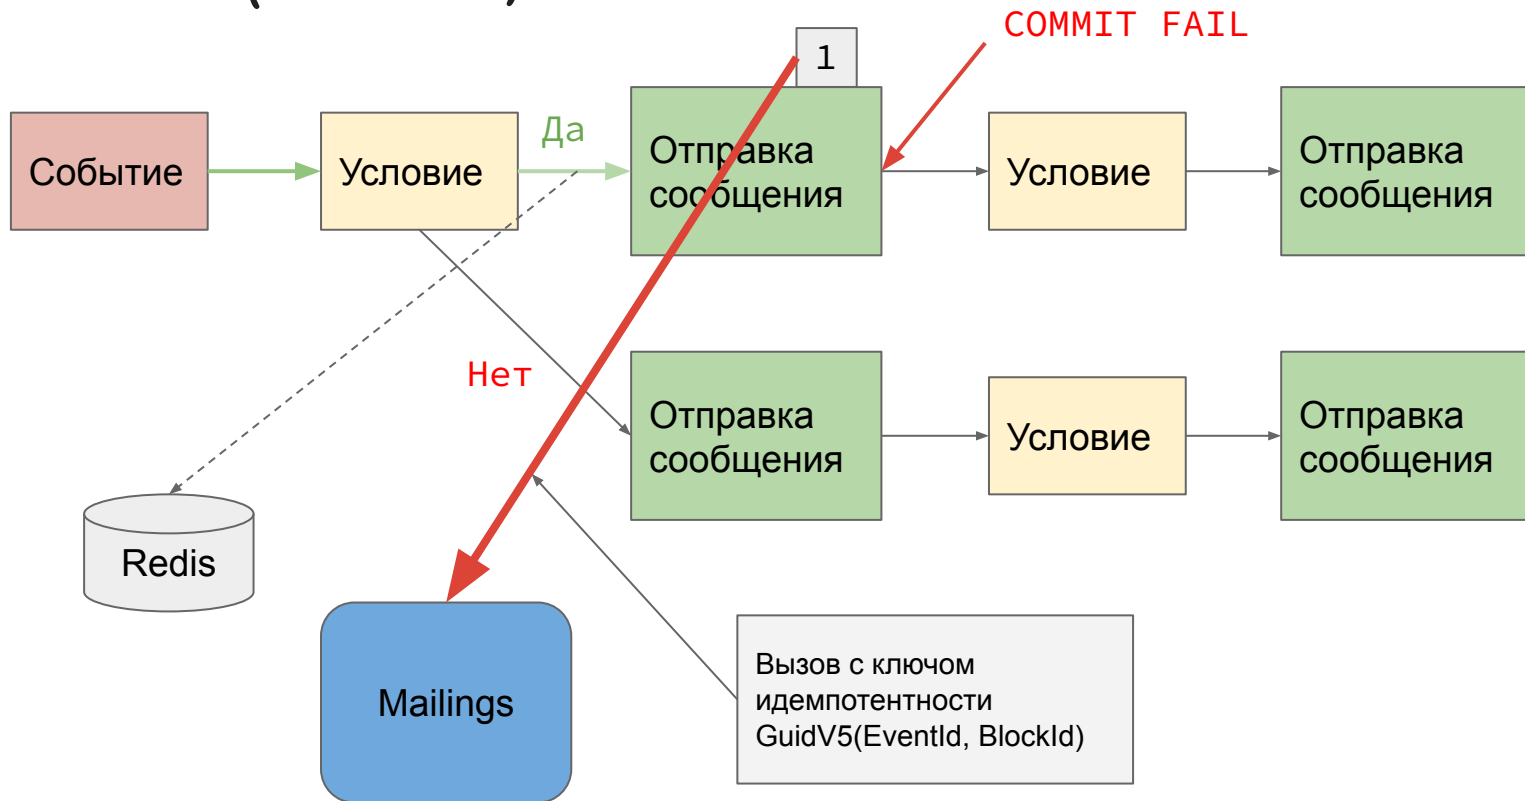 COMMIT FAIL
1
Событие
Условие
Да
Отправка
сообщения
Условие
Отправка
сообщения
Нет
Отправка
сообщения
Условие
Отправка
сообщения
Redis
Mailings
Вызов с ключом
идемпотентности
GuidV5(EventId, BlockId)